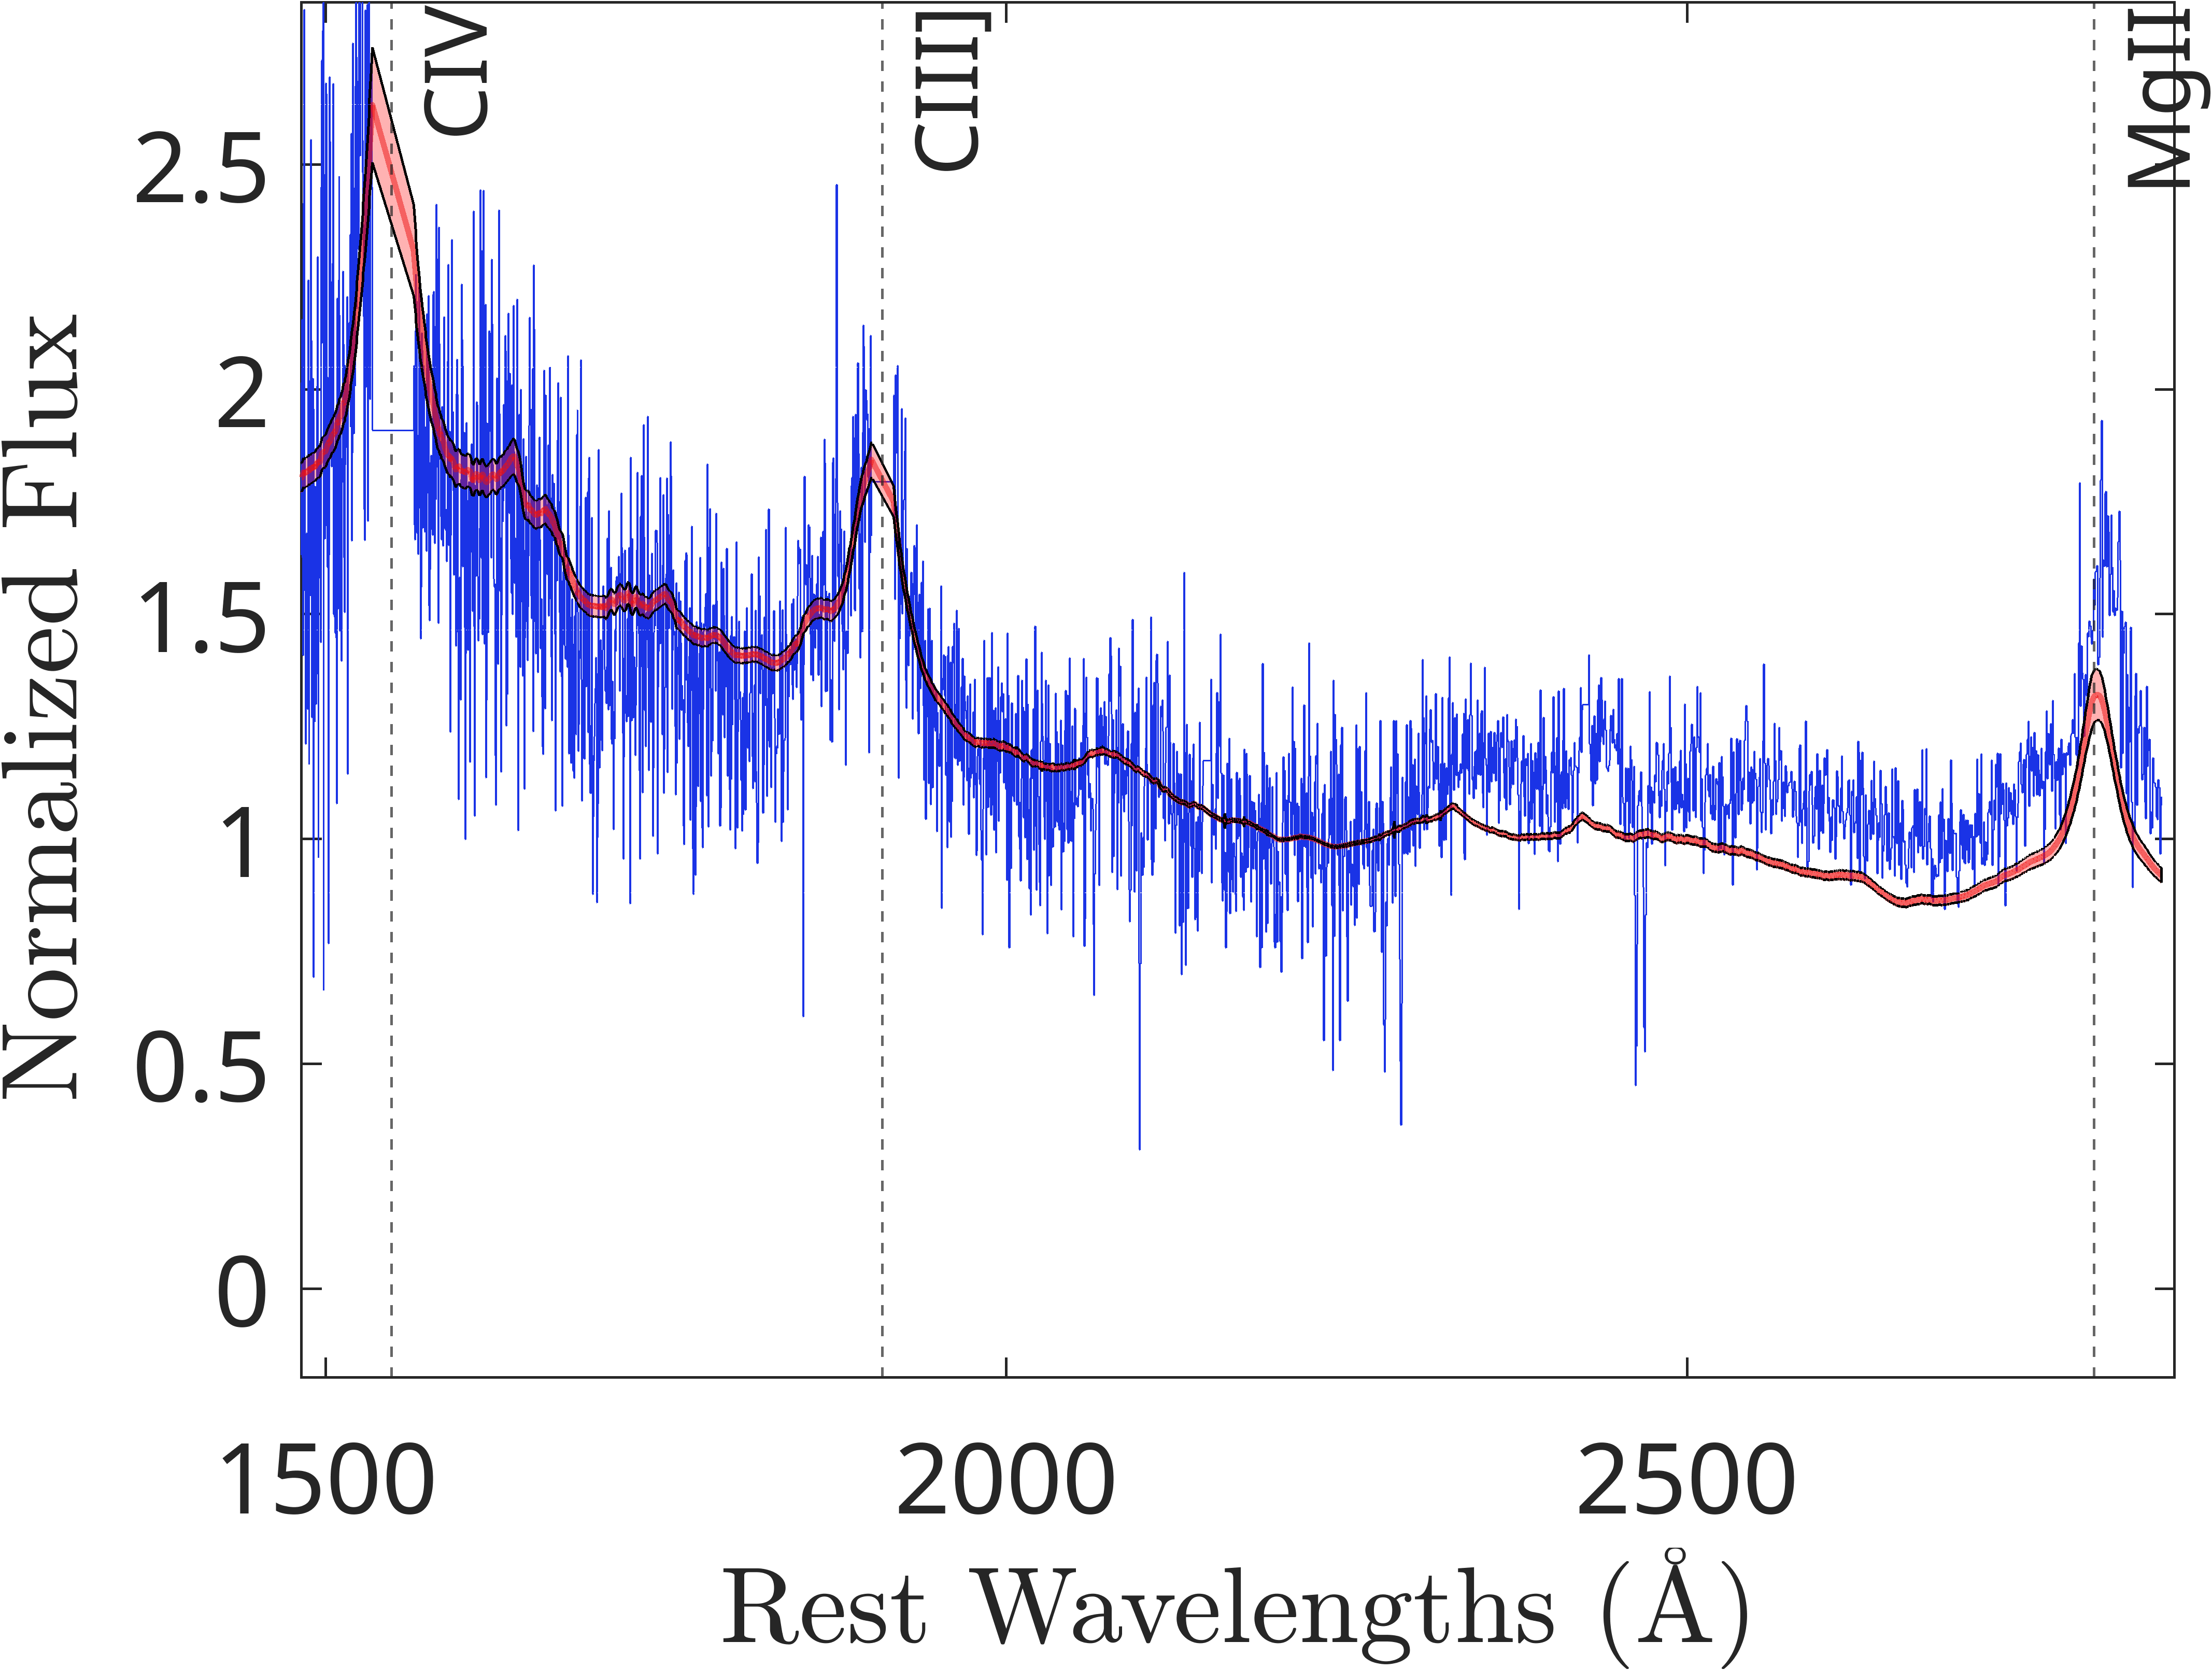 CIV
CIII]
MgII
Normalized Flux
2.5
2
1.5
1
0.5
0
1500
2000
2500
Rest Wavelengths (Å)